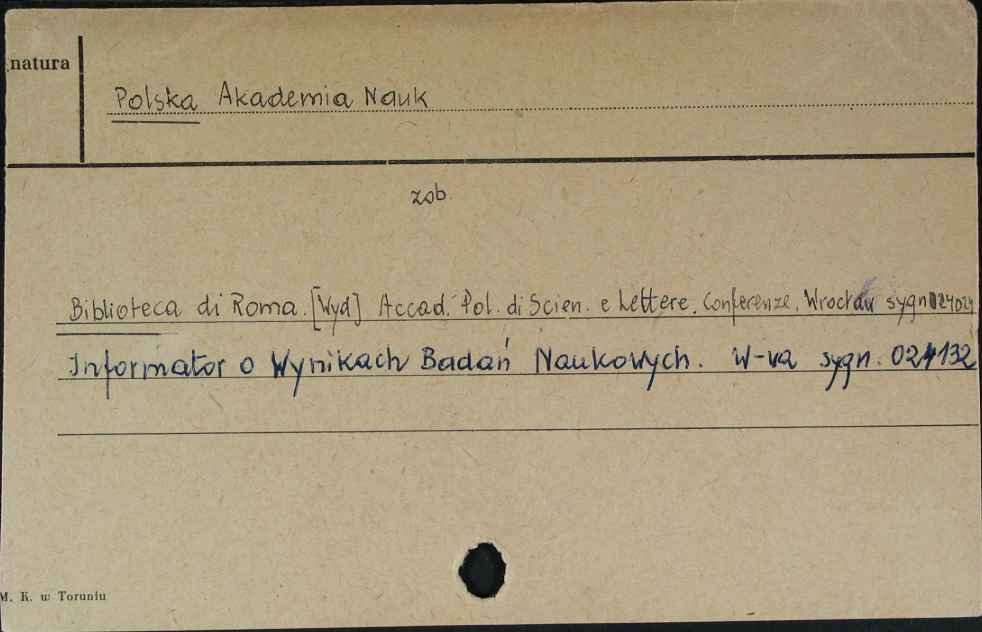 natura
Polska Akademia Nauk
zob.
Biblioteca di Roma. [Wyd] Accad. Pol. di Scien. e Lettere. Conferenze. Wrocław sygn 024024
Informator o Wynikach Badań Naukowych. W-wa sygn. 024132
M. K. w Toruniu